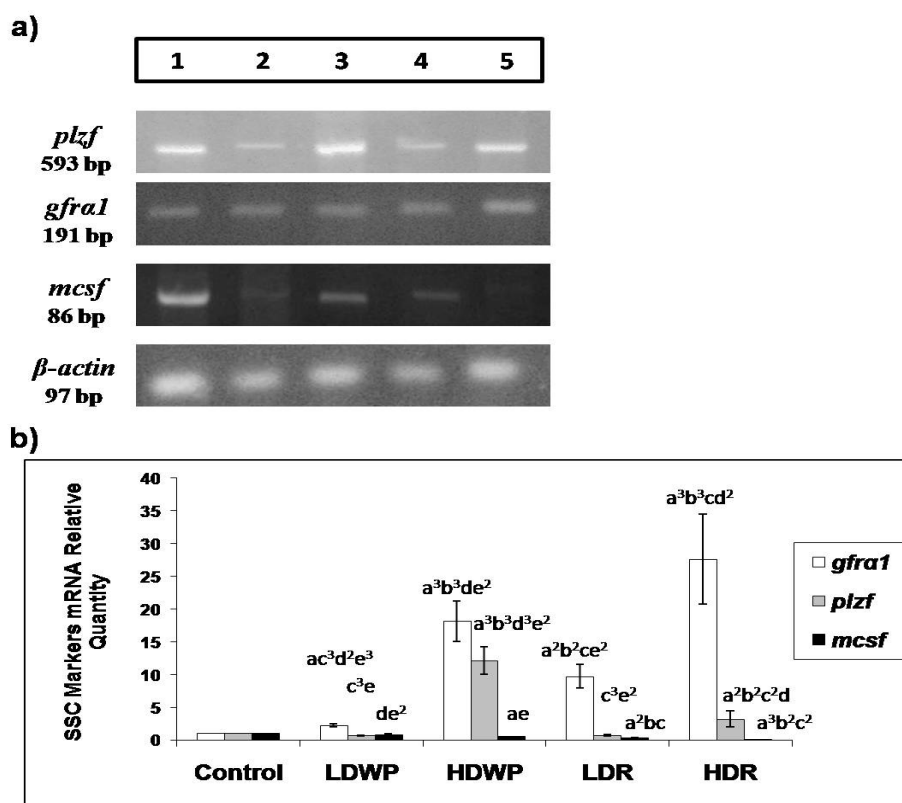 a)
1 2 3 4 5
plzf
593 bp
gfrα1
191 bp
mcsf
86 bp
β-actin
97 bp
b)
SSC Markers mRNA Relative
Quantity
40
35
30
25
20
15
10
5
0
ac³d²e³
c³e
de²
a³b³de²
a³b³d³e²
ae
a²b²ce²
c³e²
a²bc
a³b³cd²
a²b²c²d
a³b²c²
Control LDWP HDWP LDR HDR
gfrα1
plzf
mcsf